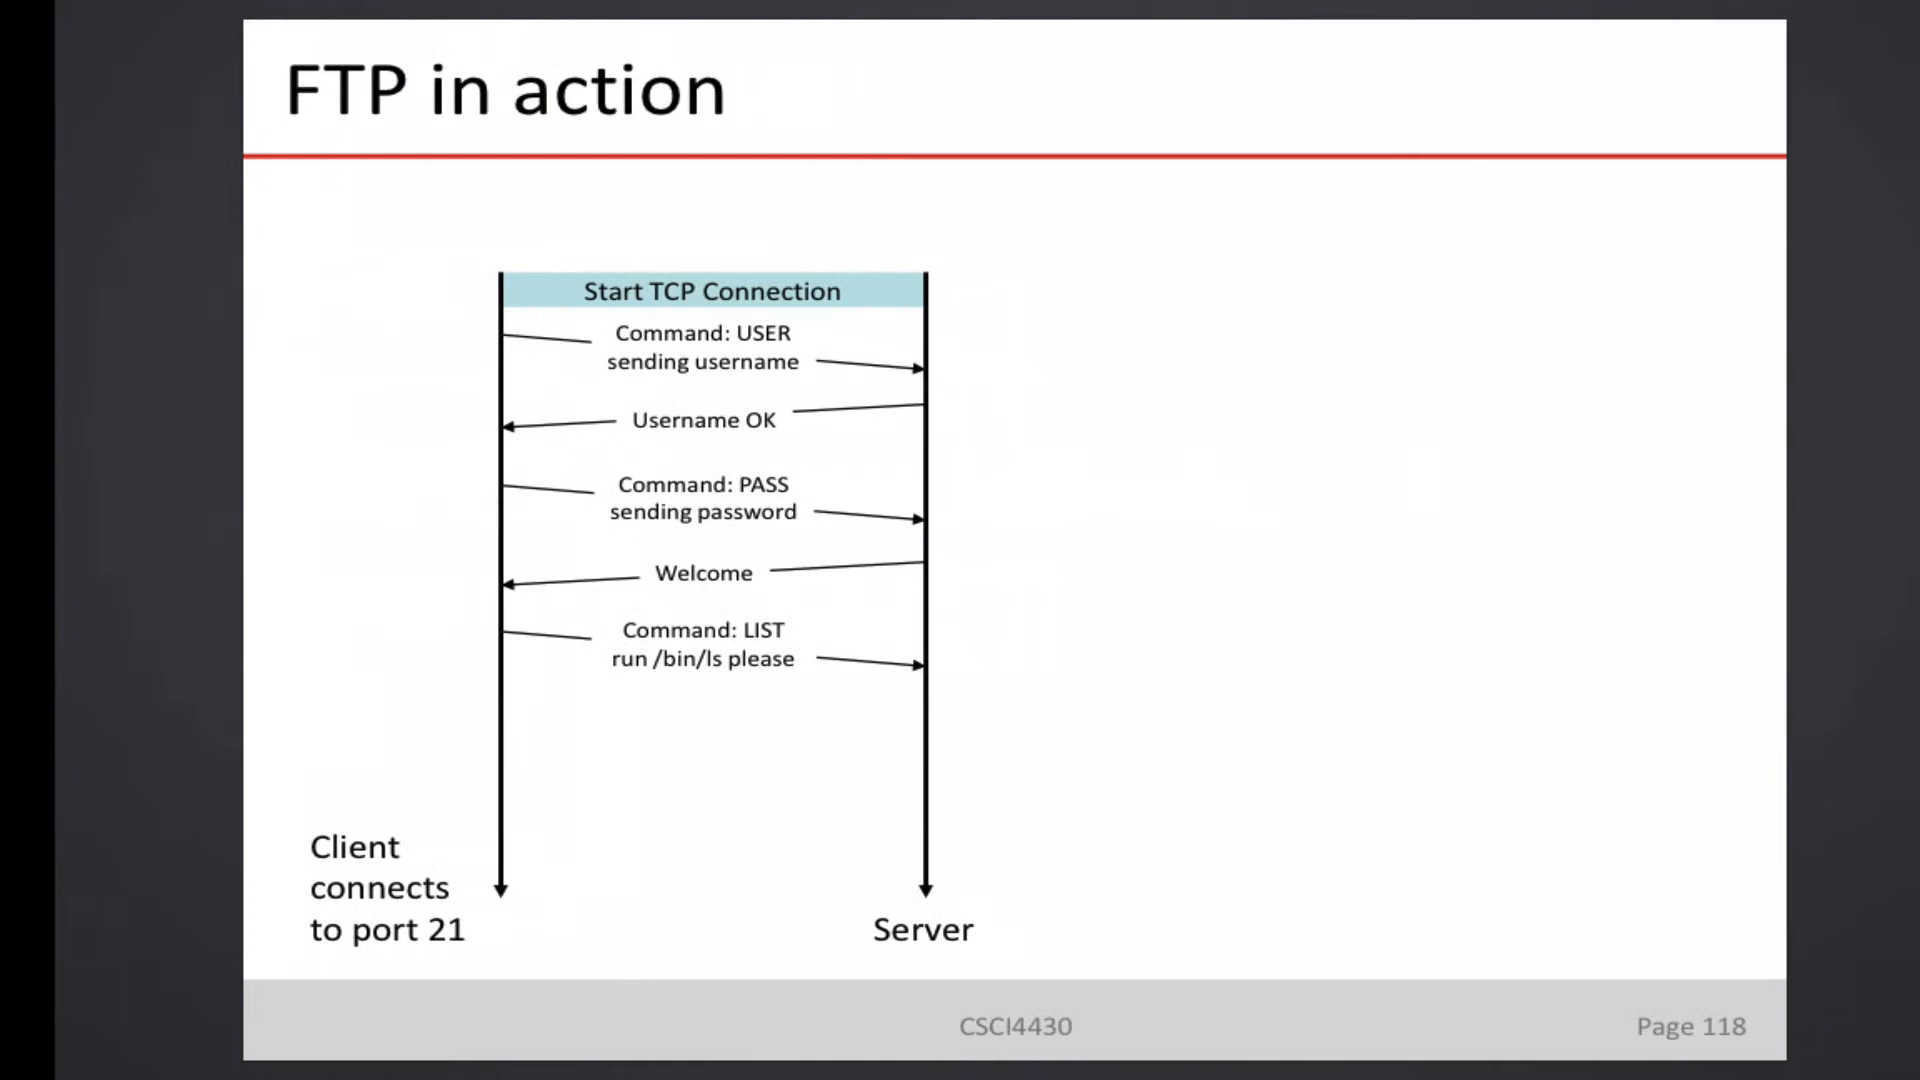 FTP in action
Start TCP Connection
Command: USER
sending username
Username OK
Command: PASS
sending password
Welcome
Command: LIST
run /bin/ls please
Client
connects
to port 21
Server
CSCI4430
Page 118